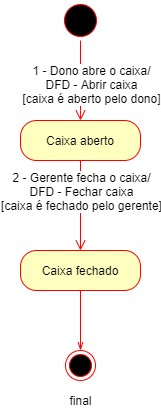 1 - Dono abre o caixa/
DFD - Abrir caixa
[caixa é aberto pelo dono]
Caixa aberto
2 - Gerente fecha o caixa/
DFD - Fechar caixa
[caixa é fechado pelo gerente]
Caixa fechado
final